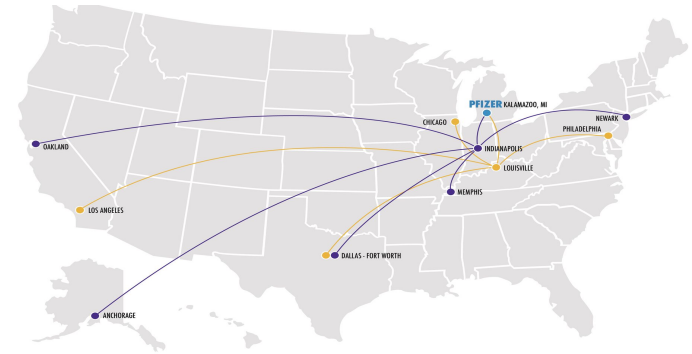 PFIZER KALAMAZOO, MI
CHICAGO
NEWARK
PHILADELPHIA
OAKLAND
INDIANAPOLIS
LOUISVILLE
MEMPHIS
LOS ANGELES
DALLAS - FORT WORTH
ANCHORAGE